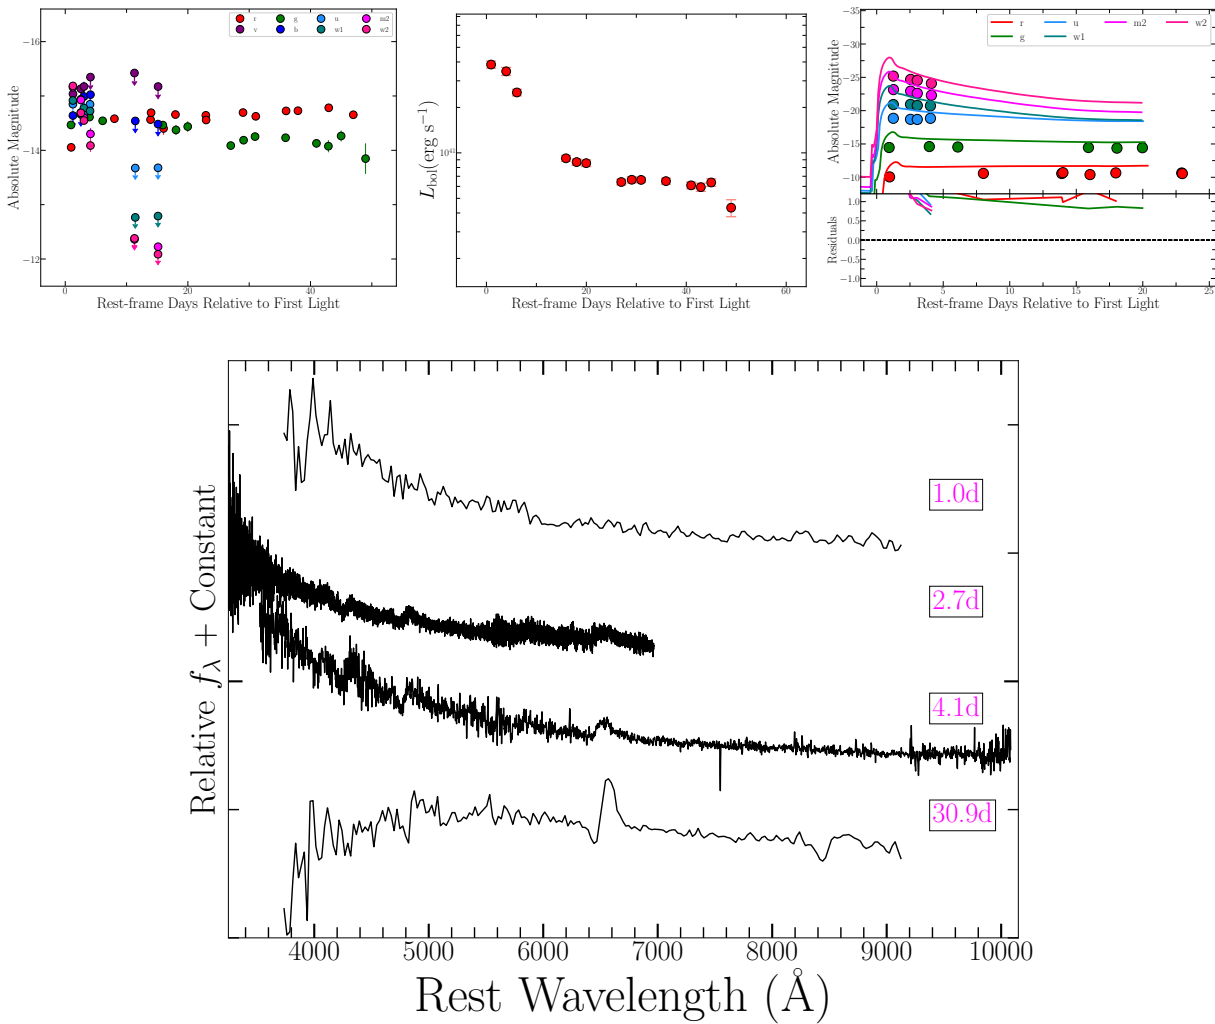 r g u m2
v b w1 w2
−16
−14
−12
Absolute Magnitude
0 20 40
Rest-frame Days Relative to First Light
10⁴¹
L_bol(erg s⁻¹)
0 20 40 60
Rest-frame Days Relative to First Light
r u m2 w2
g w1
−35
−30
−25
−20
−15
−10
Absolute Magnitude
1.0
0.5
0.0
−0.5
−1.0
Residuals
0 5 10 15 20 25
Rest-frame Days Relative to First Light
1.0d
2.7d
4.1d
30.9d
Relative f_λ + Constant
4000 5000 6000 7000 8000 9000 10000
Rest Wavelength (Å)